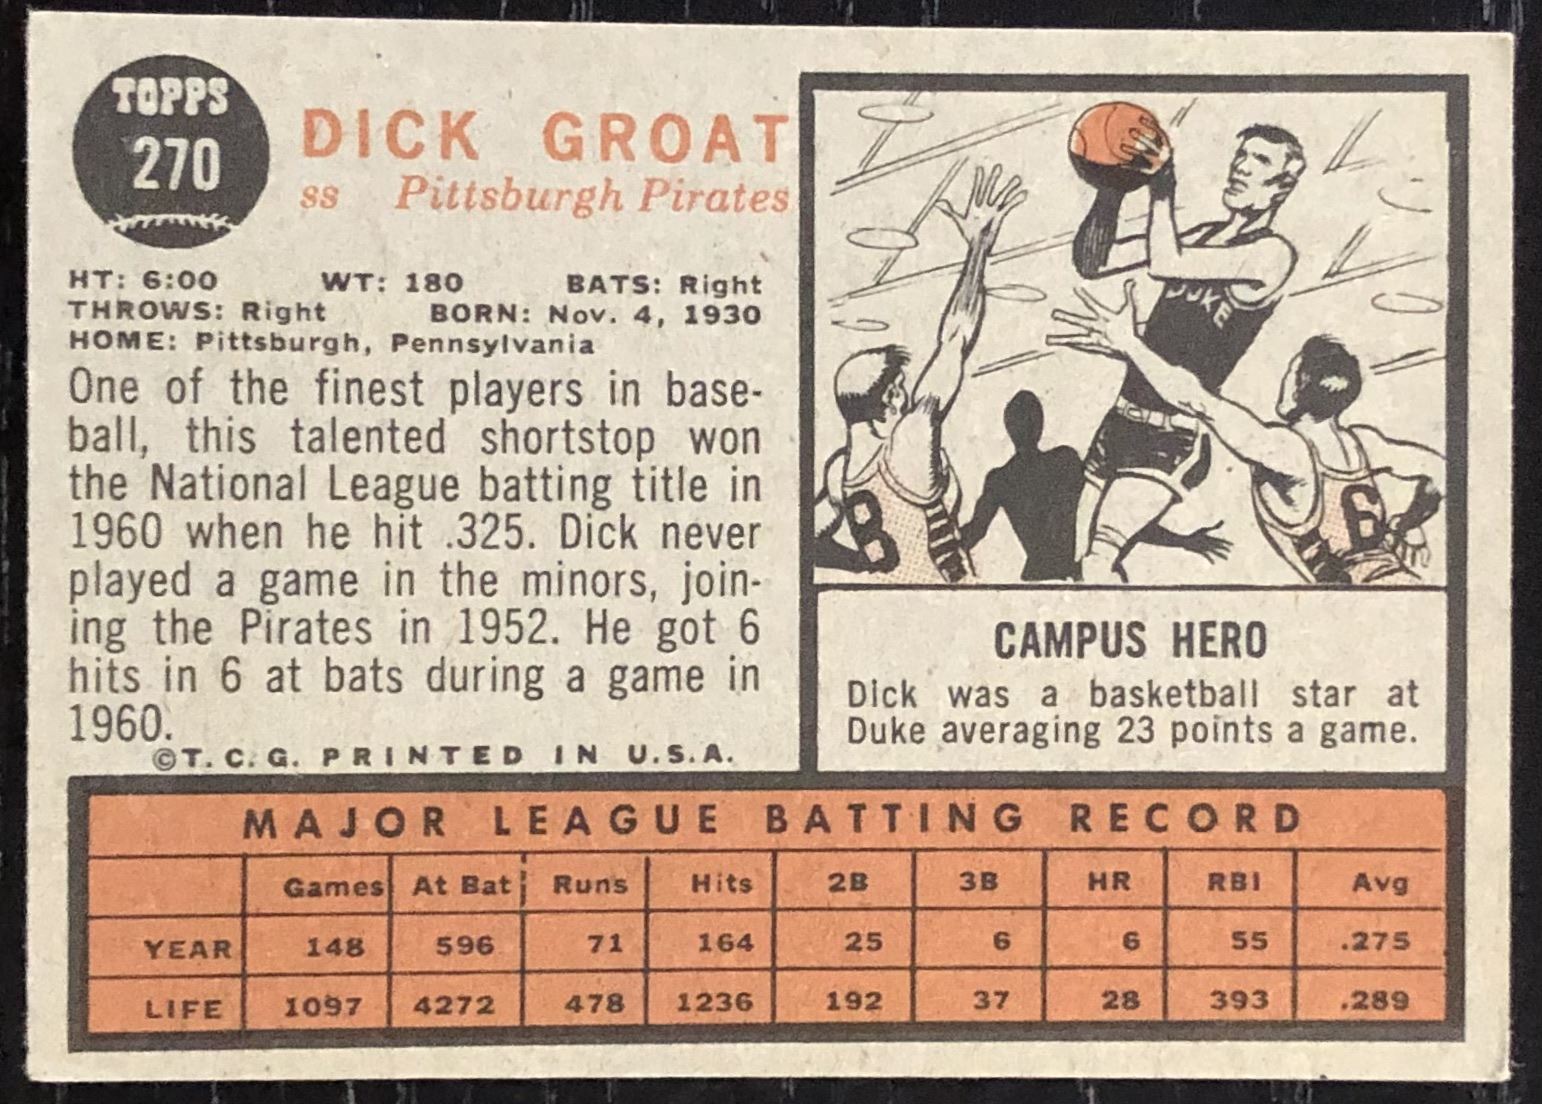 TOPPS
270
DICK GROAT
ss Pittsburgh Pirates
HT: 6:00 WT: 180 BATS: Right
THROWS: Right BORN: Nov. 4, 1930
HOME: Pittsburgh, Pennsylvania
One of the finest players in base-
ball, this talented shortstop won
the National League batting title in
1960 when he hit .325. Dick never
played a game in the minors, join-
ing the Pirates in 1952. He got 6
hits in 6 at bats during a game in
1960.
©T. C. G. PRINTED IN U.S.A.
DUKE
8
6
CAMPUS HERO
Dick was a basketball star at
Duke averaging 23 points a game.
MAJOR LEAGUE BATTING RECORD
Games At Bat Runs Hits 2B 3B HR RBI Avg
YEAR 148 596 71 164 25 6 6 55 .275
LIFE 1097 4272 478 1236 192 37 28 393 .289